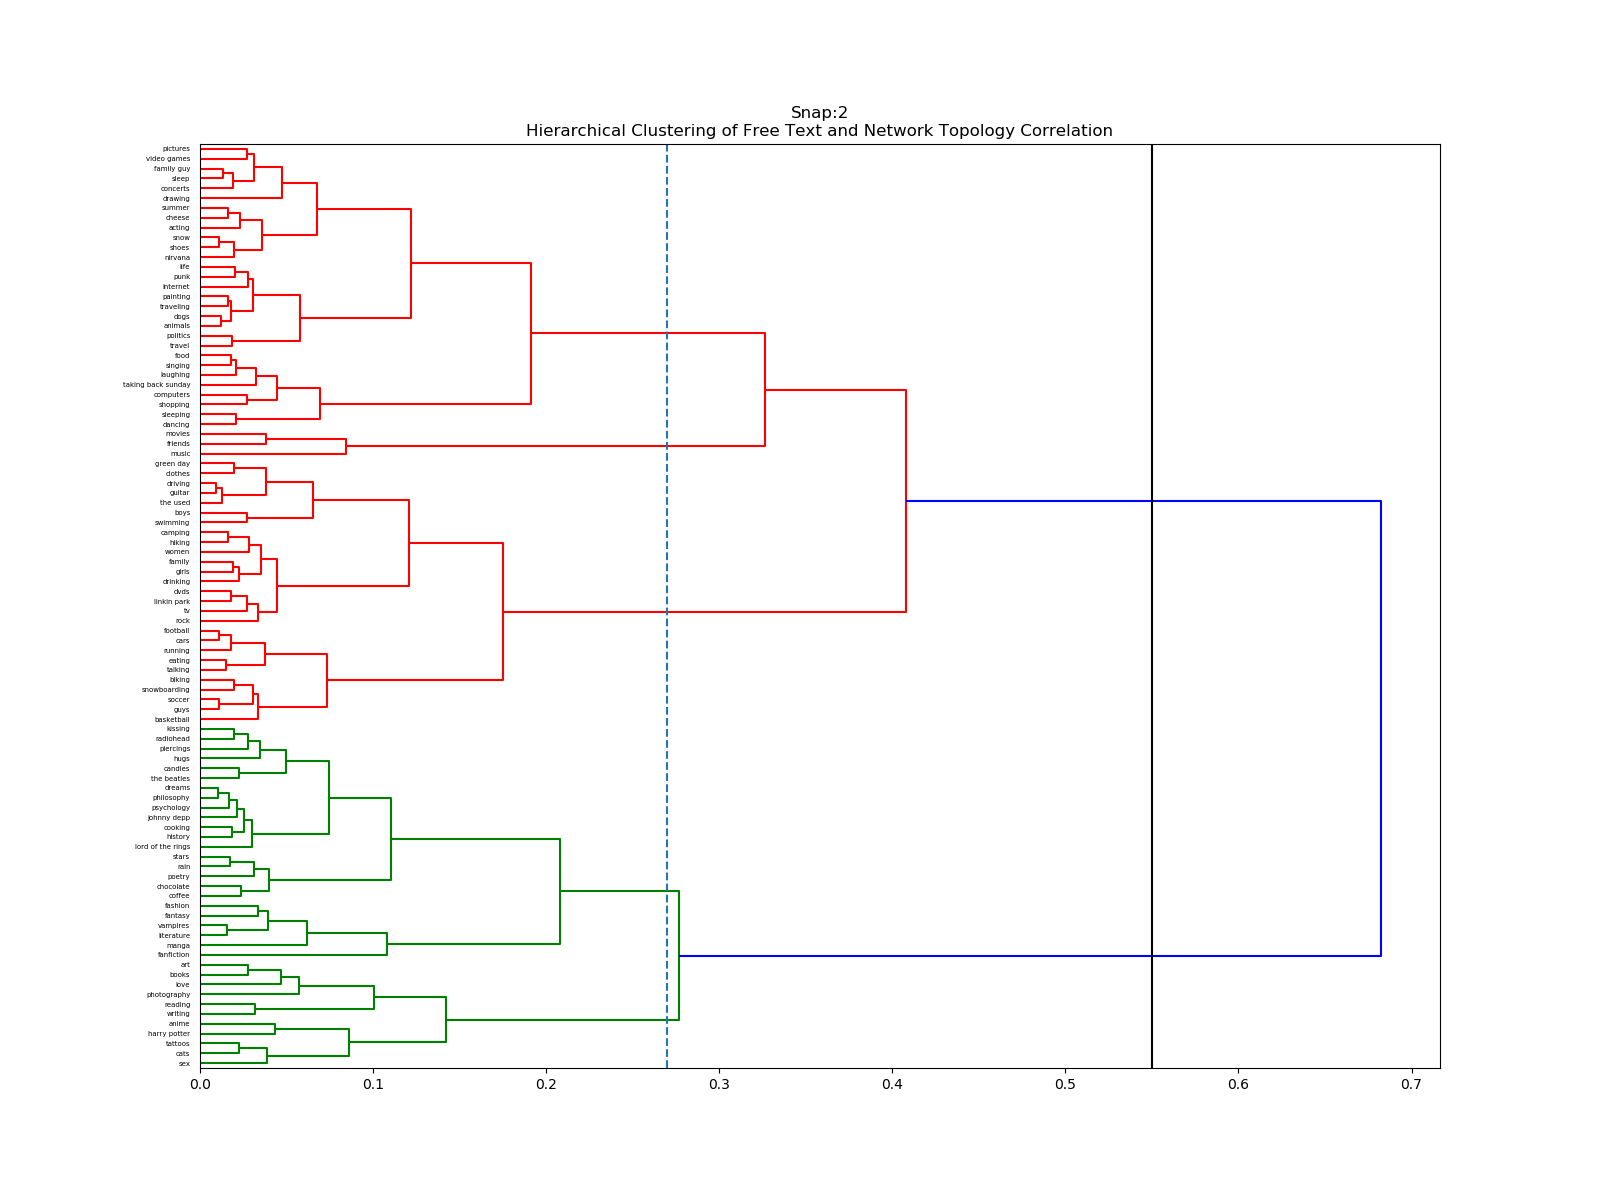 Snap:2
Hierarchical Clustering of Free Text and Network Topology Correlation
pictures
video games
family guy
sleep
concerts
drawing
summer
cheese
acting
snow
shoes
nirvana
life
punk
internet
painting
traveling
dogs
animals
politics
travel
food
singing
laughing
taking back sunday
computers
shopping
sleeping
dancing
movies
friends
music
green day
clothes
driving
guitar
the used
boys
swimming
camping
hiking
women
family
girls
drinking
dvds
linkin park
tv
rock
football
cars
running
eating
talking
biking
snowboarding
soccer
guys
basketball
kissing
radiohead
piercings
hugs
candles
the beatles
dreams
philosophy
psychology
johnny depp
cooking
history
lord of the rings
stars
rain
poetry
chocolate
coffee
fashion
fantasy
vampires
literature
manga
fanfiction
art
books
love
photography
reading
writing
anime
harry potter
tattoos
cats
sex
0.0 0.1 0.2 0.3 0.4 0.5 0.6 0.7